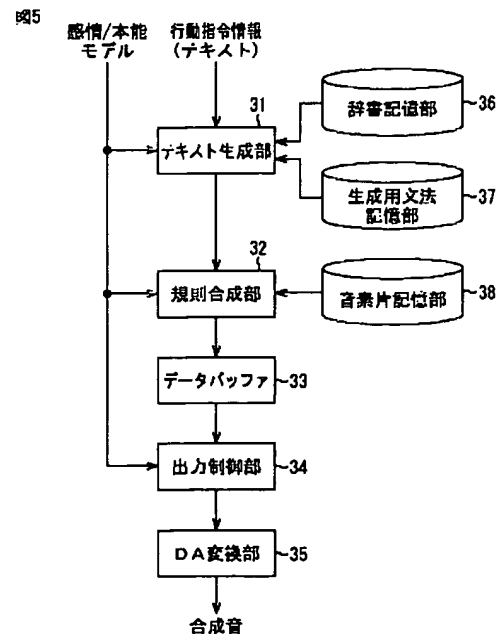 図5
感情/本能
モデル
行動指令情報
(テキスト)
31
テキスト生成部
辞書記憶部
36
生成用文法
記憶部
37
32
規則合成部
音素片記憶部
38
データバッファ
33
出力制御部
34
DA変換部
35
合成音